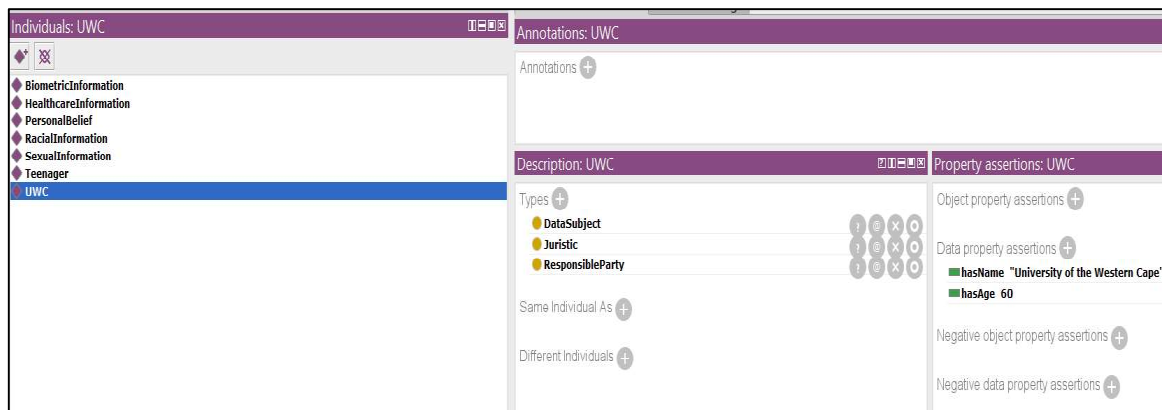 Individuals: UWC
BiometricInformation
HealthcareInformation
PersonalBelief
RacialInformation
SexualInformation
Teenager
UWC
Annotations: UWC
Annotations
Description: UWC
Types
DataSubject
Juristic
ResponsibleParty
Same Individual As
Different Individuals
Property assertions: UWC
Object property assertions
Data property assertions
hasName "University of the Western Cape"
hasAge 60
Negative object property assertions
Negative data property assertions